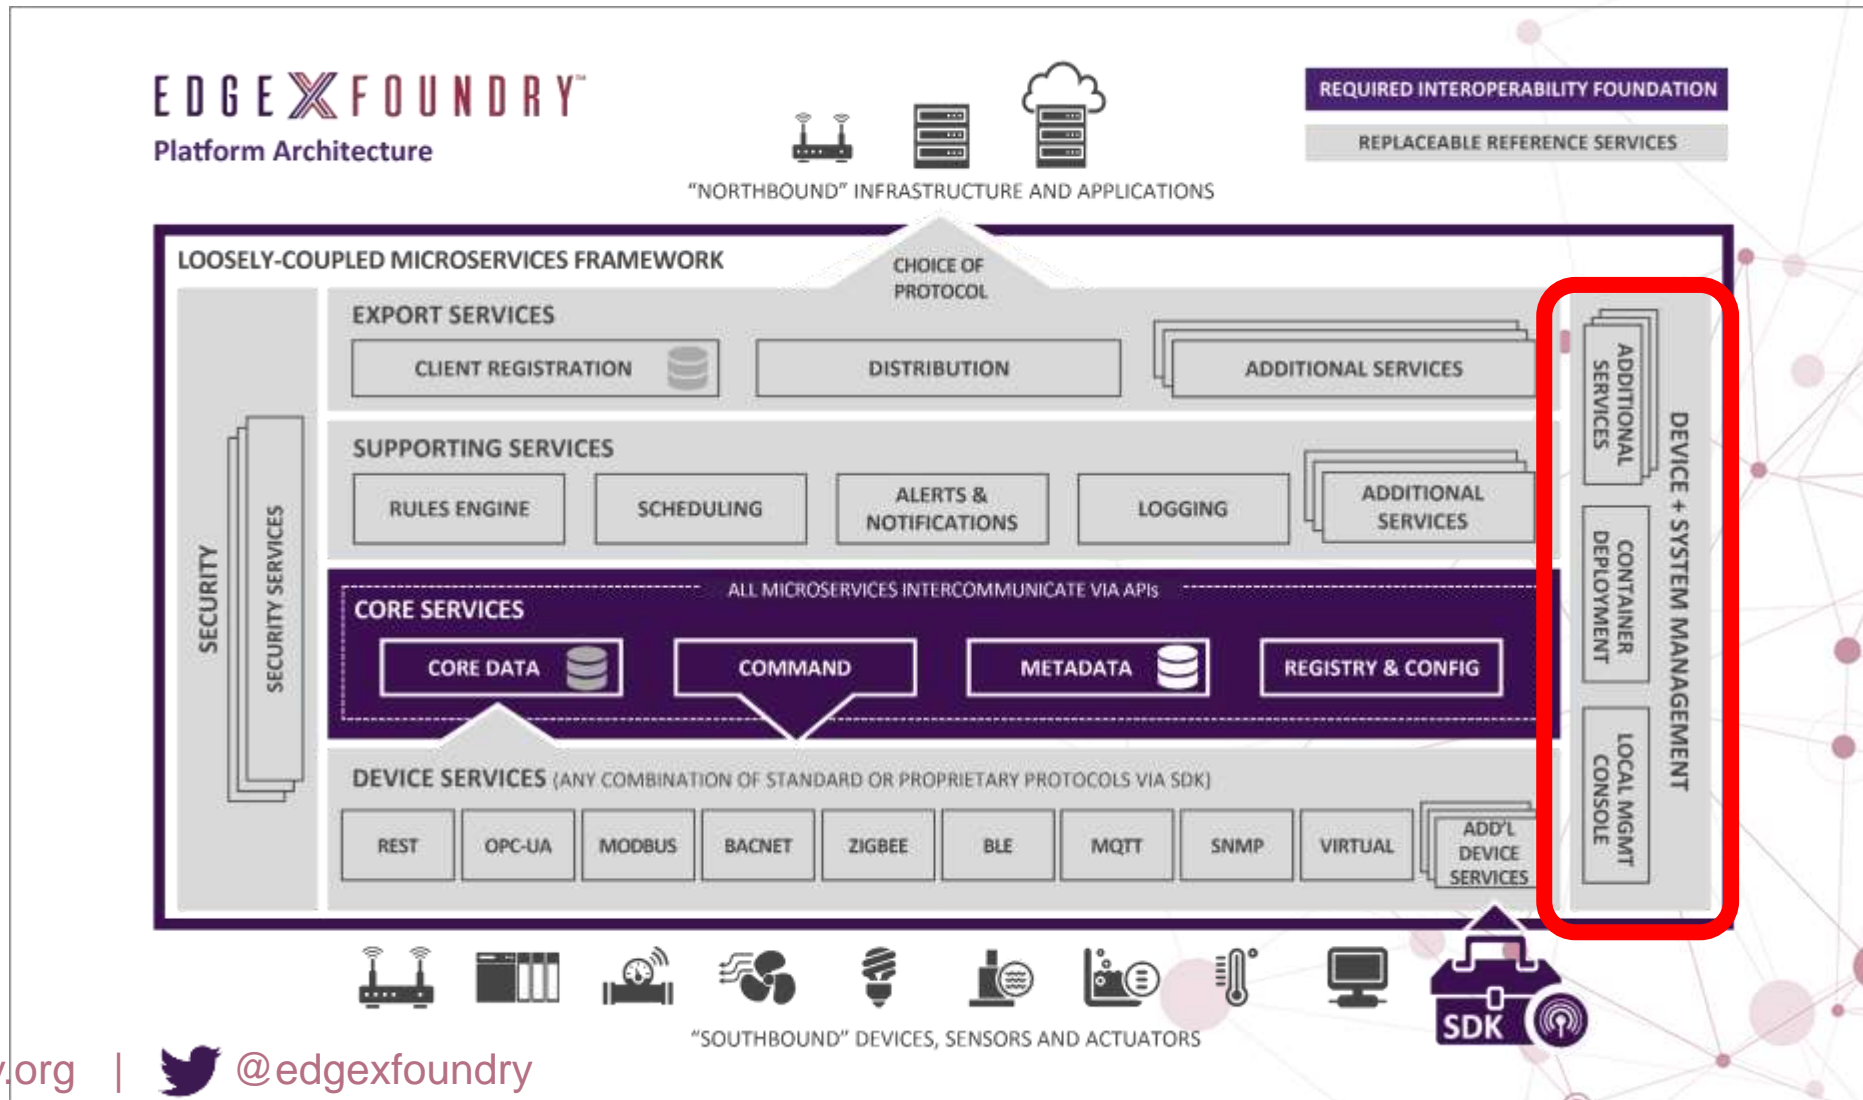 EDGE X FOUNDRY™
Platform Architecture
REQUIRED INTEROPERABILITY FOUNDATION
REPLACEABLE REFERENCE SERVICES
"NORTHBOUND" INFRASTRUCTURE AND APPLICATIONS
LOOSELY-COUPLED MICROSERVICES FRAMEWORK
CHOICE OF
PROTOCOL
EXPORT SERVICES
CLIENT REGISTRATION
DISTRIBUTION
ADDITIONAL SERVICES
SUPPORTING SERVICES
RULES ENGINE
SCHEDULING
ALERTS &
NOTIFICATIONS
LOGGING
ADDITIONAL
SERVICES
SECURITY
SECURITY SERVICES
ALL MICROSERVICES INTERCOMMUNICATE VIA APIs
CORE SERVICES
CORE DATA
COMMAND
METADATA
REGISTRY & CONFIG
DEVICE SERVICES (ANY COMBINATION OF STANDARD OR PROPRIETARY PROTOCOLS VIA SDK)
REST
OPC-UA
MODBUS
BACNET
ZIGBEE
BLE
MQTT
SNMP
VIRTUAL
ADD'L
DEVICE
SERVICES
DEVICE + SYSTEM MANAGEMENT
ADDITIONAL
SERVICES
CONTAINER
DEPLOYMENT
LOCAL MGMT
CONSOLE
SDK
"SOUTHBOUND" DEVICES, SENSORS AND ACTUATORS
.org | @edgexfoundry